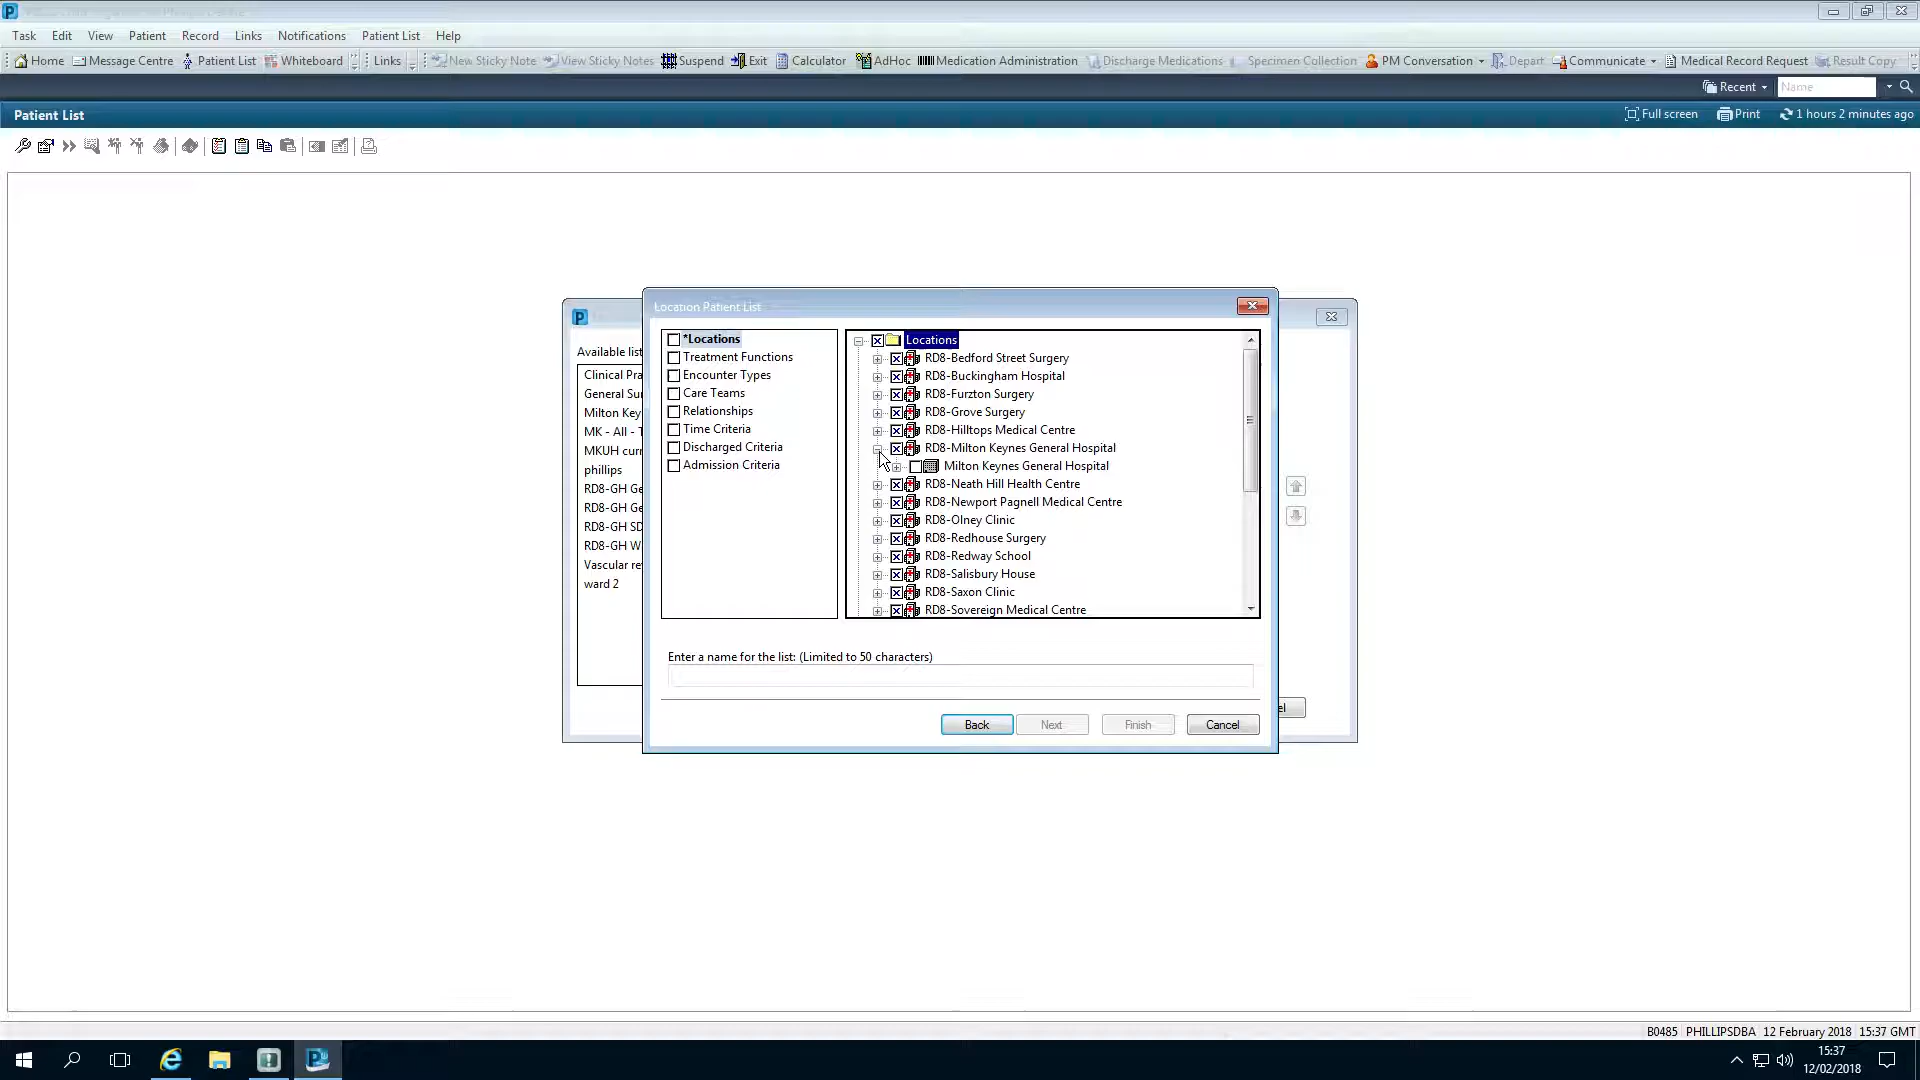 Task Edit View Patient Record Links Notifications Patient List Help
Home Message Centre Patient List Whiteboard Links New Sticky Note View Sticky Notes Suspend Exit Calculator AdHoc Medication Administration Discharge Medications Specimen Collection PM Conversation Depart Communicate Medical Record Request Result Copy
Recent Name
Patient List Full screen Print 1 hours 2 minutes ago
Location Patient List
Available list
Clinical Pra
General Sur
Milton Key
MK - All - T
MKUH curr
phillips
RD8-GH Ge
RD8-GH Ge
RD8-GH SD
RD8-GH W
Vascular re
ward 2
*Locations
Treatment Functions
Encounter Types
Care Teams
Relationships
Time Criteria
Discharged Criteria
Admission Criteria
Locations
RD8-Bedford Street Surgery
RD8-Buckingham Hospital
RD8-Furzton Surgery
RD8-Grove Surgery
RD8-Hilltops Medical Centre
RD8-Milton Keynes General Hospital
Milton Keynes General Hospital
RD8-Neath Hill Health Centre
RD8-Newport Pagnell Medical Centre
RD8-Olney Clinic
RD8-Redhouse Surgery
RD8-Redway School
RD8-Salisbury House
RD8-Saxon Clinic
RD8-Sovereign Medical Centre
Enter a name for the list: (Limited to 50 characters)
Back Next Finish Cancel
el
B0485 PHILLIPSDBA 12 February 2018 15:37 GMT
15:37
12/02/2018